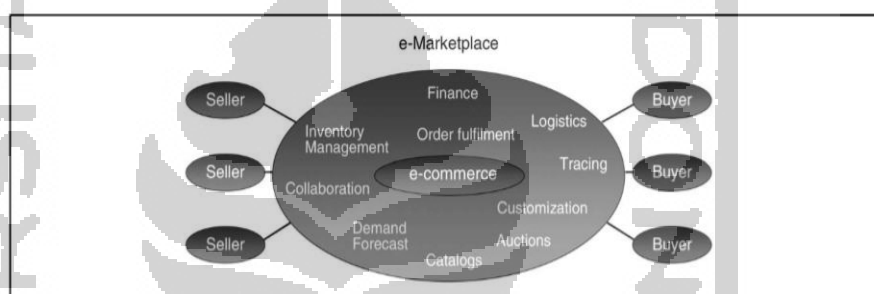 e-Marketplace
Finance
Seller
Buyer
Logistics
Inventory
Management
Order fulfilment
Tracing
Seller
e-commerce
Buyer
Collaboration
Customization
Demand
Forecast
Auctions
Seller
Buyer
Catalogs